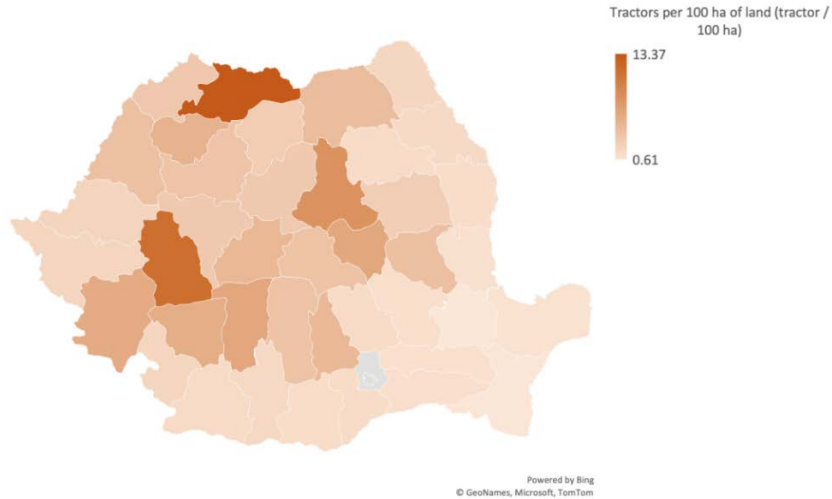 Tractors per 100 ha of land (tractor /
100 ha)
13.37
0.61
Powered by Bing
© GeoNames, Microsoft, TomTom